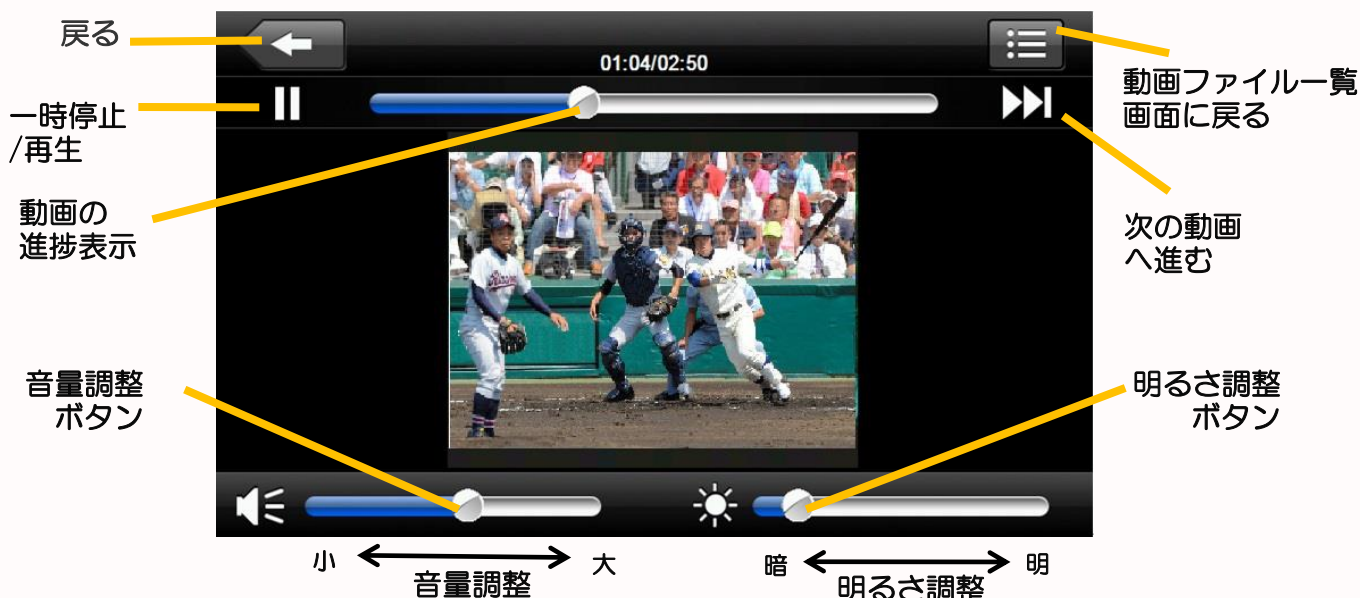 戻る
01:04/02:50
動画ファイル一覧
画面に戻る
一時停止
/再生
動画の
進捗表示
次の動画
へ進む
音量調整
ボタン
明るさ調整
ボタン
小
大
音量調整
暗
明
明るさ調整